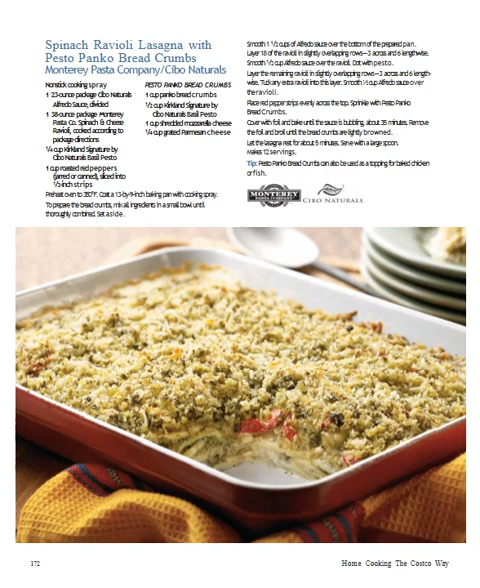 Spinach Ravioli Lasagna with
Pesto Panko Bread Crumbs
Monterey Pasta Company/Cibo Naturals
Nonstick cooking spray
1 23-ounce package Cibo Naturals
Alfredo Sauce, divided
1 38-ounce package Monterey
Pasta Co. Spinach & Cheese
Ravioli, cooked according to
package directions
1/4 cup Kirkland Signature by
Cibo Naturals Basil Pesto
1 cup roasted red peppers
(jarred or canned), sliced into
1/2-inch strips
PESTO PANKO BREAD CRUMBS
1 cup panko bread crumbs
1/2 cup Kirkland Signature by
Cibo Naturals Basil Pesto
1 cup shredded mozzarella cheese
1/4 cup grated Parmesan cheese
Preheat oven to 350°F. Coat a 13-by-9-inch baking pan with cooking spray.
To prepare the bread crumbs, mix all ingredients in a small bowl until
thoroughly combined. Set aside.
Smooth 1 1/2 cups of Alfredo sauce over the bottom of the prepared pan.
Layer 18 of the ravioli in slightly overlapping rows—3 across and 6 lengthwise.
Smooth 1/2 cup Alfredo sauce over the ravioli. Dot with pesto.
Layer the remaining ravioli in slightly overlapping rows—3 across and 6 length-
wise. Tuck any extra ravioli into this layer. Smooth 1/2 cup Alfredo sauce over
the ravioli.
Place red pepper strips evenly across the top. Sprinkle with Pesto Panko
Bread Crumbs.
Cover with foil and bake until the sauce is bubbling, about 35 minutes. Remove
the foil and broil until the bread crumbs are lightly browned.
Let the lasagna rest for about 5 minutes. Serve with a large spoon.
Makes 12 servings.
Tip: Pesto Panko Bread Crumbs can also be used as a topping for baked chicken
or fish.
MONTEREY
PASTA COMPANY
CIBO NATURALS
172
Home Cooking The Costco Way